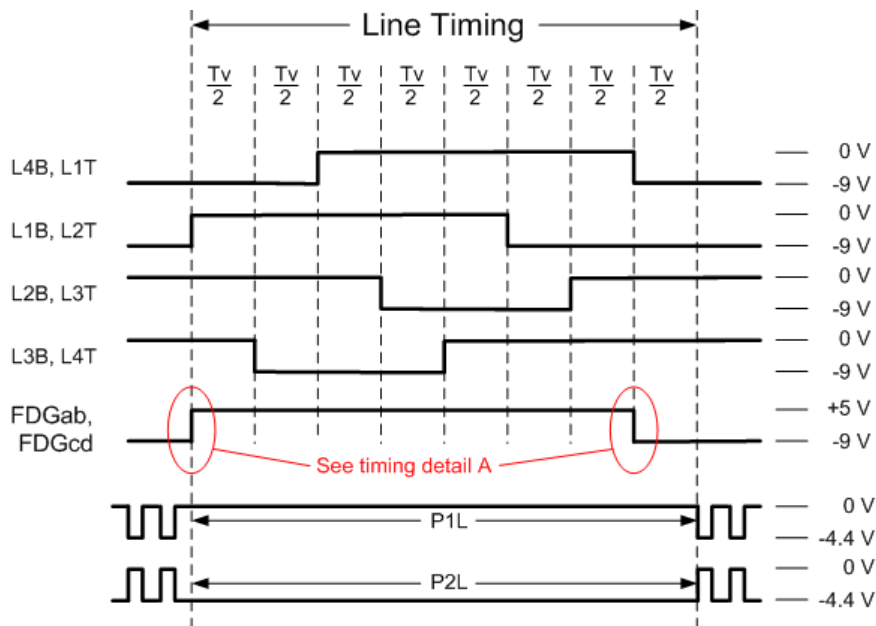 Line Timing
Tv/2 Tv/2 Tv/2 Tv/2 Tv/2 Tv/2 Tv/2 Tv/2
L4B, L1T 0 V
-9 V
L1B, L2T 0 V
-9 V
L2B, L3T 0 V
-9 V
L3B, L4T 0 V
-9 V
FDGab, +5 V
FDGcd -9 V
See timing detail A
P1L 0 V
-4.4 V
P2L 0 V
-4.4 V